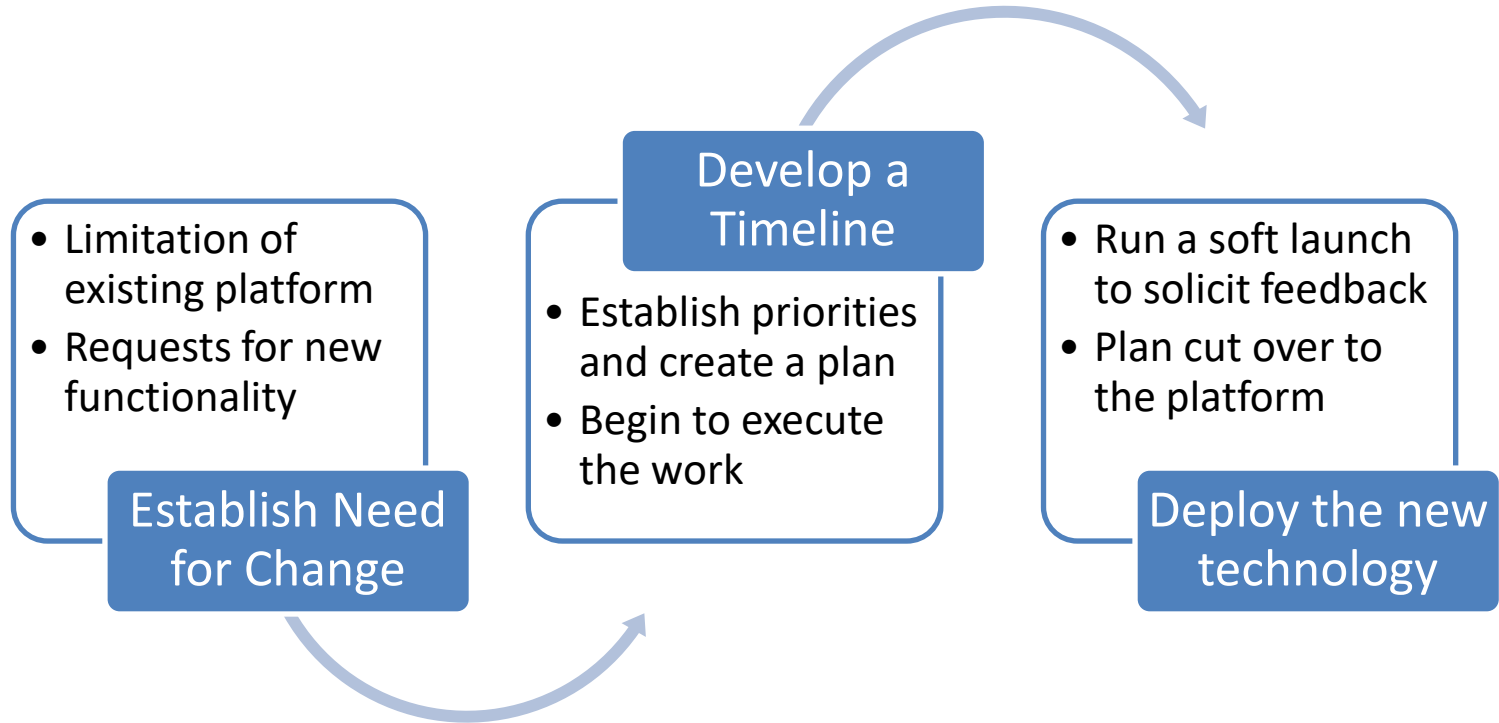 • Limitation of
existing platform
• Requests for new
functionality
Establish Need
for Change
Develop a
Timeline
• Establish priorities
and create a plan
• Begin to execute
the work
• Run a soft launch
to solicit feedback
• Plan cut over to
the platform
Deploy the new
technology